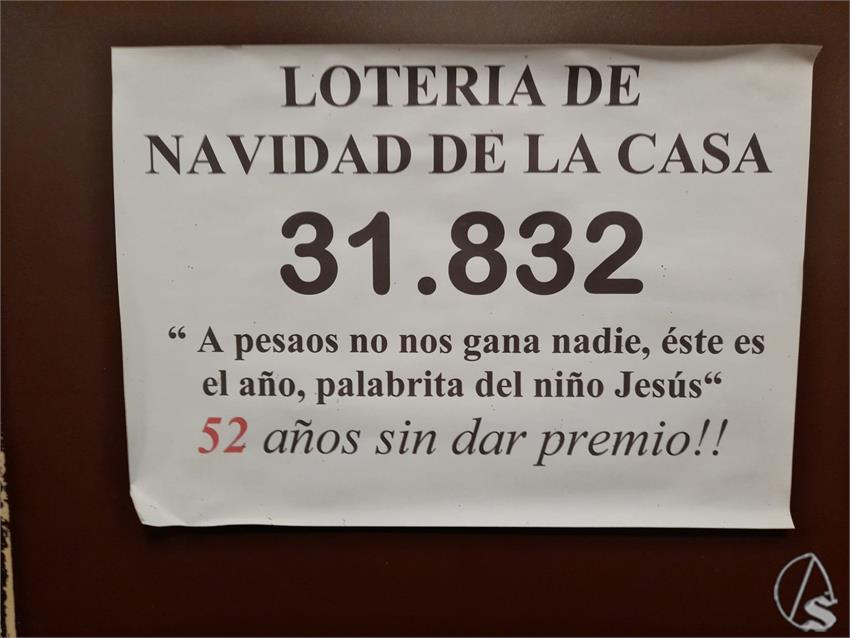 LOTERIA DE
NAVIDAD DE LA CASA
31.832
“ A pesaos no nos gana nadie, éste es
el año, palabrita del niño Jesús“
52 años sin dar premio!!